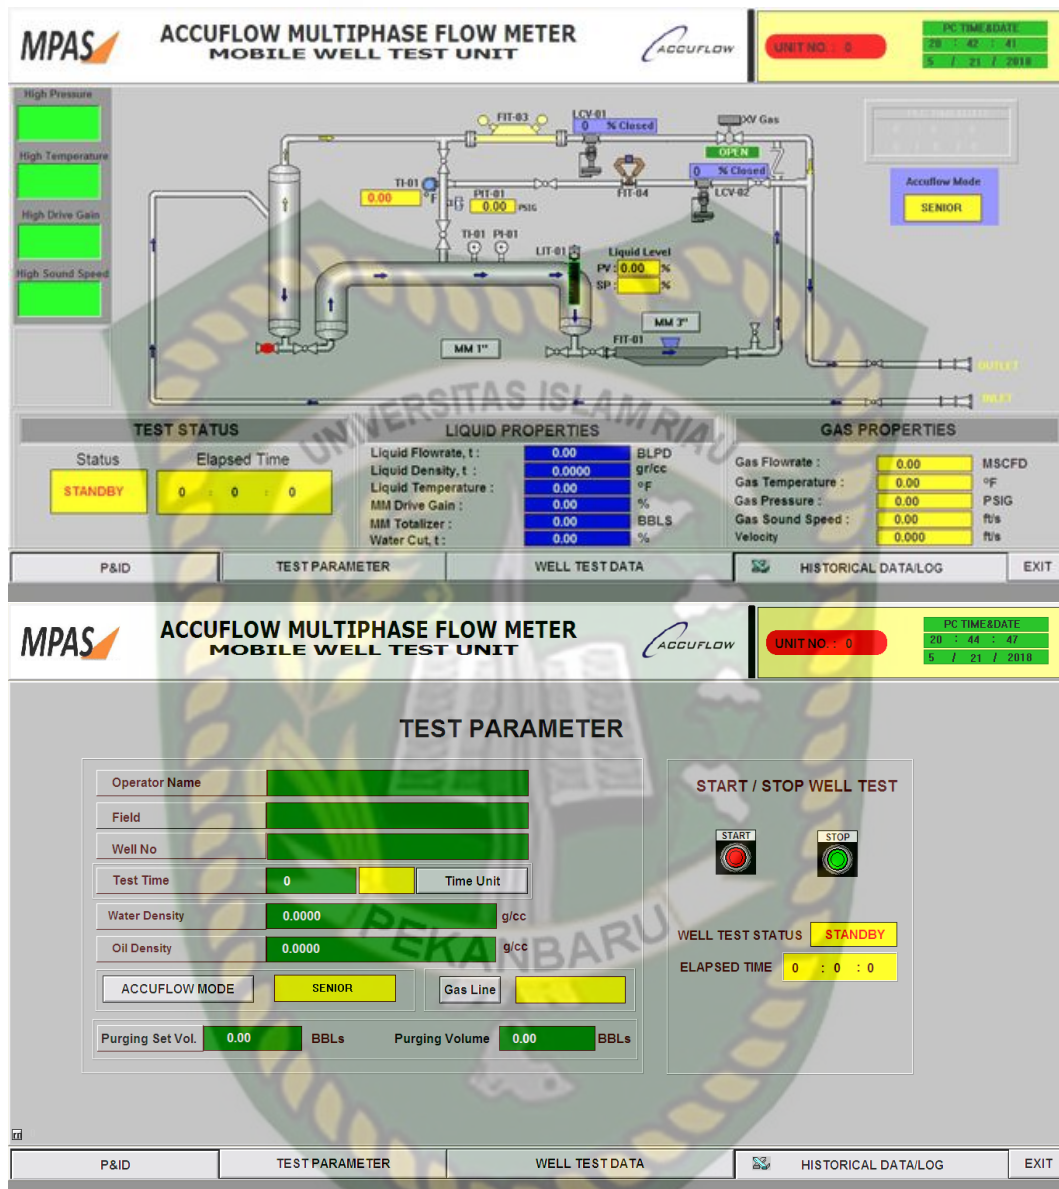 MPAS
ACCUFLOW MULTIPHASE FLOW METER
MOBILE WELL TEST UNIT
ACCUFLOW
UNIT NO. : 0
PC TIME&DATE
20 : 42 : 41
5 / 21 / 2018
High Pressure
High Temperature
High Drive Gain
High Sound Speed
FIT-03
LCV-01
0 % Closed
XV Gas
OPEN
TI-01
0.00 ºF
PIT-01
0.00 PSIG
FIT-04
0 % Closed
LCV-02
Accuflow Mode
SENIOR
TI-01 PI-01
LIT-01
Liquid Level
PV : 0.00 %
SP : %
MM 3"
MM 1"
FIT-01
OUTLET
INLET
UNIVERSITAS ISLAM RIAU
TEST STATUS
Status
Elapsed Time
STANDBY
0 : 0 : 0
LIQUID PROPERTIES
Liquid Flowrate, t : 0.00 BLPD
Liquid Density, t : 0.0000 gr/cc
Liquid Temperature : 0.00 ºF
MM Drive Gain : 0.00 %
MM Totalizer : 0.00 BBLS
Water Cut, t : 0.00 %
GAS PROPERTIES
Gas Flowrate : 0.00 MSCFD
Gas Temperature : 0.00 ºF
Gas Pressure : 0.00 PSIG
Gas Sound Speed : 0.00 ft/s
Velocity 0.000 ft/s
P&ID
TEST PARAMETER
WELL TEST DATA
HISTORICAL DATA/LOG
EXIT
MPAS
ACCUFLOW MULTIPHASE FLOW METER
MOBILE WELL TEST UNIT
ACCUFLOW
UNIT NO. : 0
PC TIME&DATE
20 : 44 : 47
5 / 21 / 2018
TEST PARAMETER
Operator Name
Field
Well No
Test Time 0 Time Unit
Water Density 0.0000 g/cc
Oil Density 0.0000 g/cc
ACCUFLOW MODE SENIOR Gas Line
Purging Set Vol. 0.00 BBLs Purging Volume 0.00 BBLs
START / STOP WELL TEST
START
STOP
WELL TEST STATUS STANDBY
ELAPSED TIME 0 : 0 : 0
PEKANBARU
P&ID
TEST PARAMETER
WELL TEST DATA
HISTORICAL DATA/LOG
EXIT